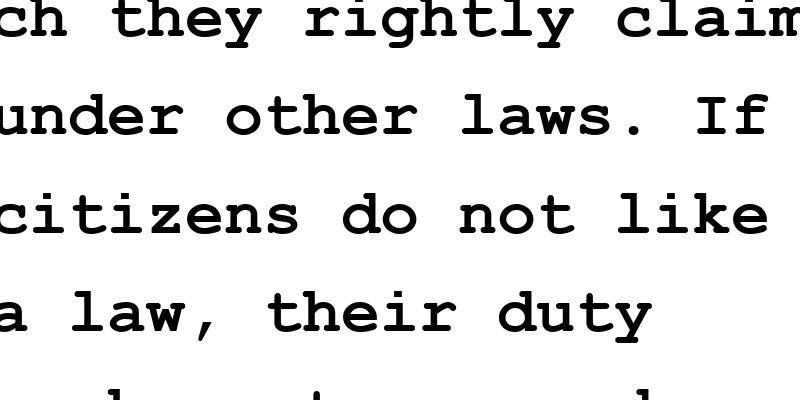 ch they rightly claim
under other laws. If
citizens do not like
a law, their duty